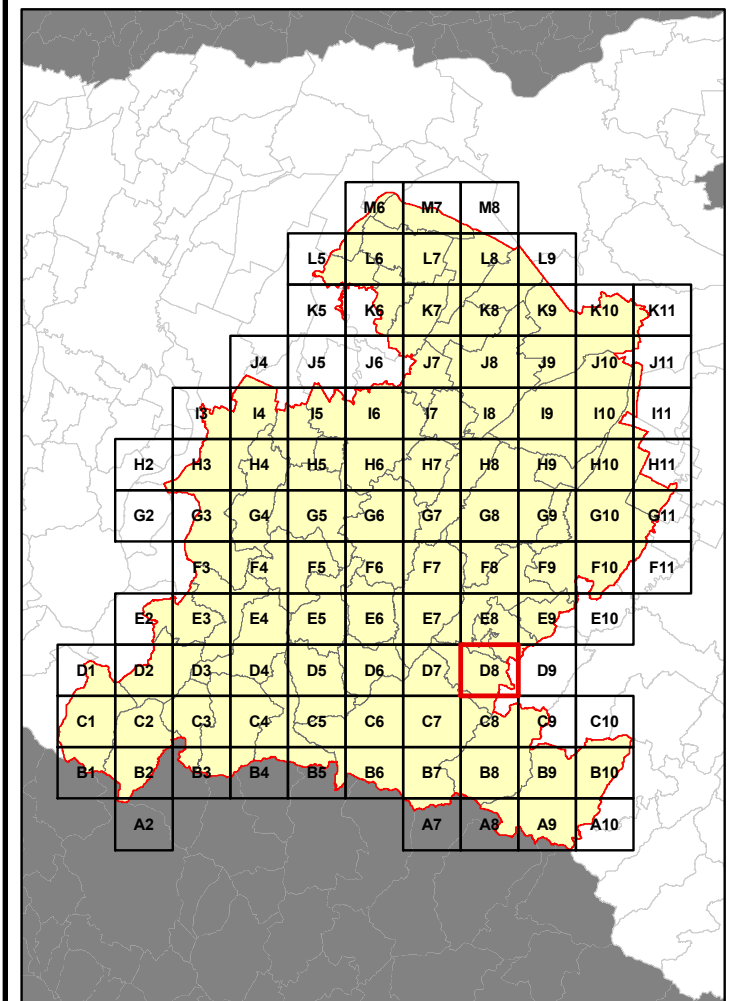 M6 M7 M8
L5 L6 L7 L8 L9
K5 K6 K7 K8 K9 K10 K11
J4 J5 J6 J7 J8 J9 J10 J11
I3 I4 I5 I6 I7 I8 I9 I10 I11
H2 H3 H4 H5 H6 H7 H8 H9 H10 H11
G2 G3 G4 G5 G6 G7 G8 G9 G10 G11
F3 F4 F5 F6 F7 F8 F9 F10 F11
E2 E3 E4 E5 E6 E7 E8 E9 E10
D1 D2 D3 D4 D5 D6 D7 D8 D9
C1 C2 C3 C4 C5 C6 C7 C8 C9 C10
B1 B2 B3 B4 B5 B6 B7 B8 B9 B10
A2 A7 A8 A9 A10